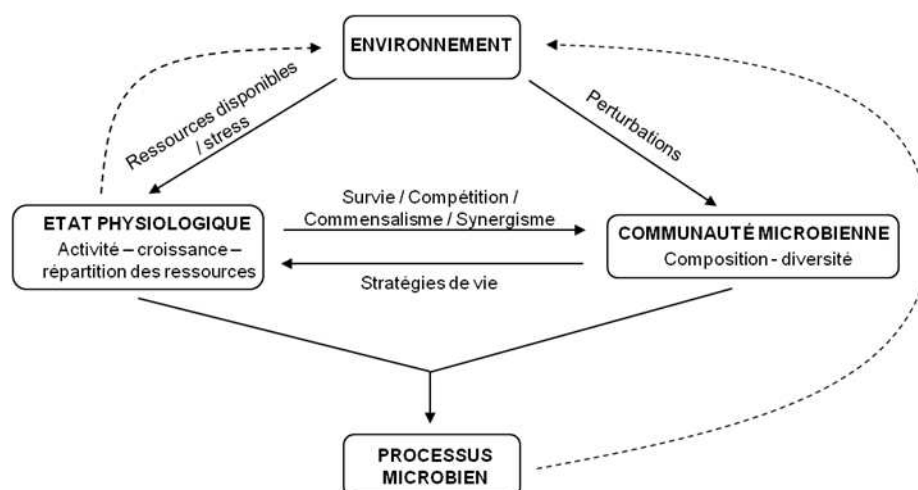 ENVIRONNEMENT
Ressources disponibles
/ stress
Perturbations
ETAT PHYSIOLOGIQUE
Activité – croissance –
répartition des ressources
Survie / Compétition /
Commensalisme / Synergisme
Stratégies de vie
COMMUNAUTÉ MICROBIENNE
Composition - diversité
PROCESSUS
MICROBIEN